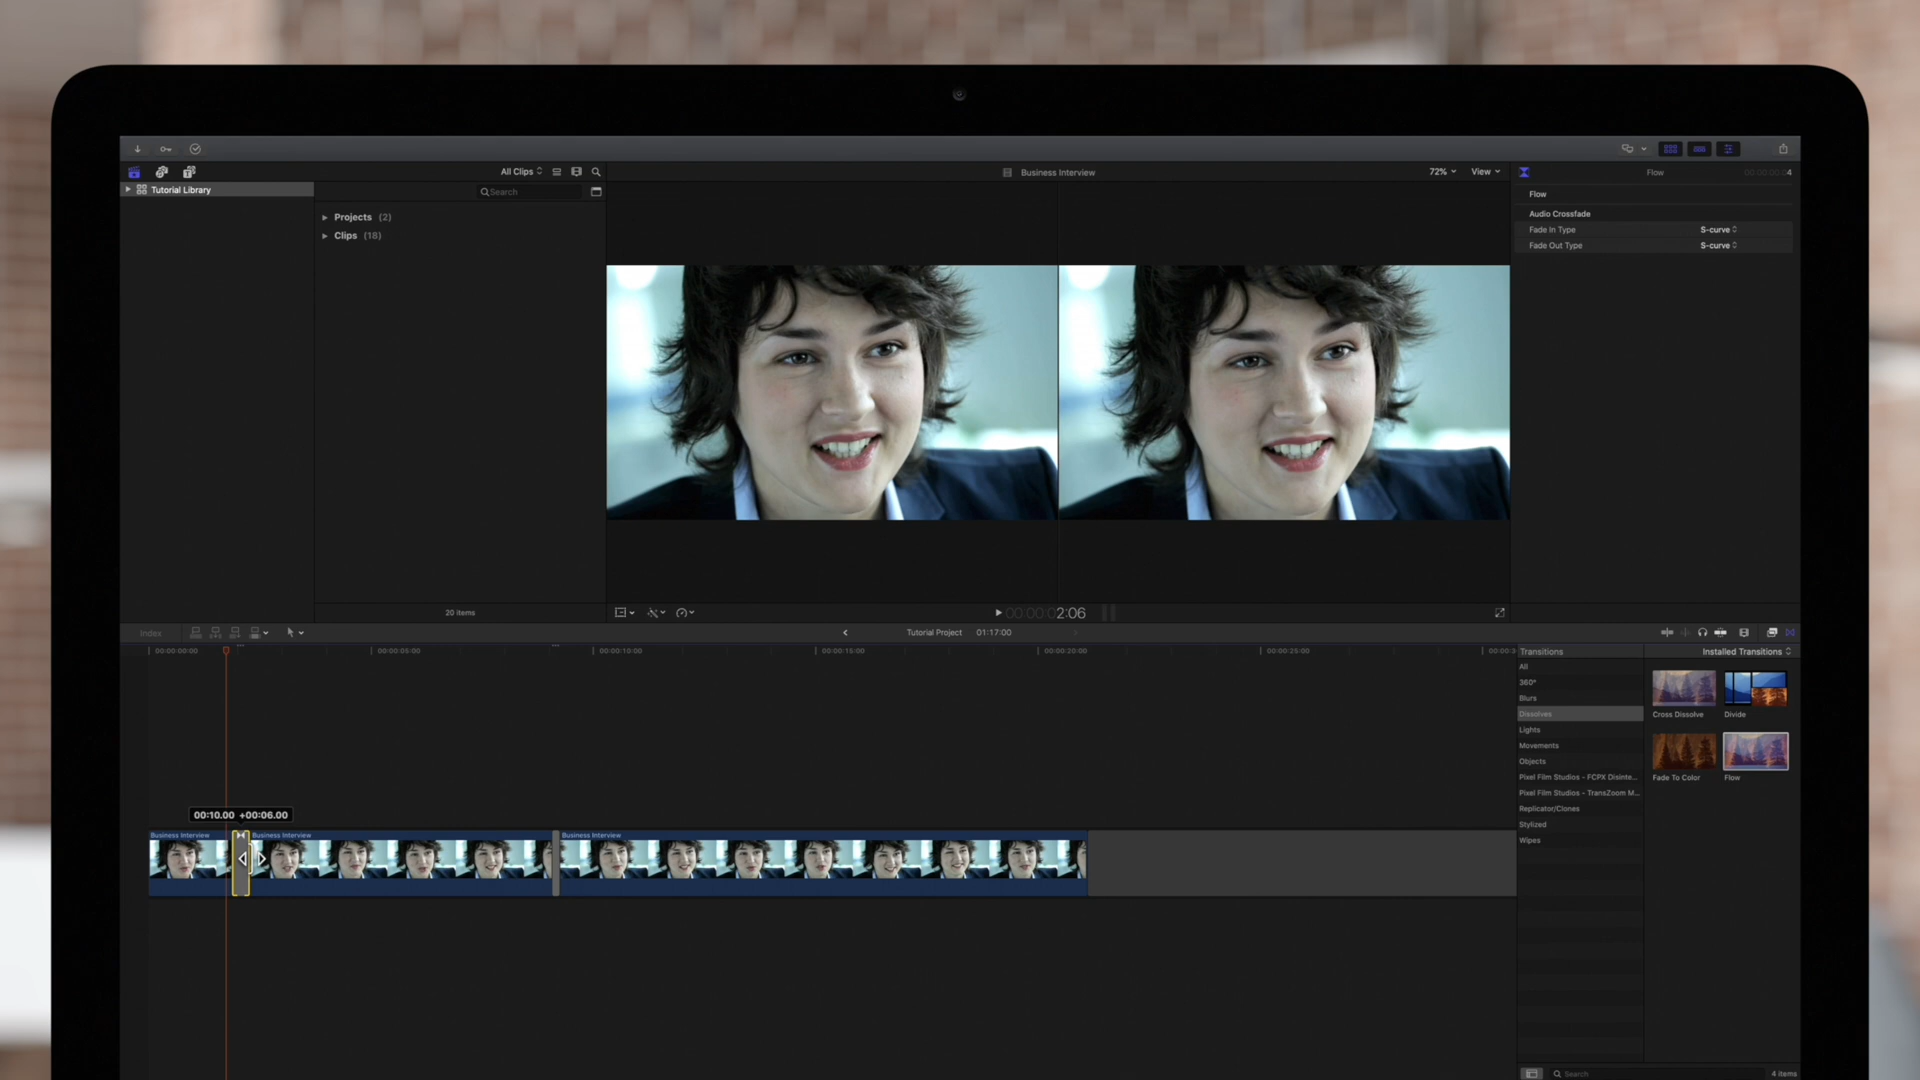 All Clips
Business Interview
72%
View
Flow
00:00:00:04
Tutorial Library
Search
Flow
Projects (2)
Audio Crossfade
Clips (18)
Fade In Type S-curve
Fade Out Type S-curve
20 items
00:00:00:02:06
Index
Tutorial Project
01:17:00
00:00:00:00
00:00:05:00
00:00:10:00
00:00:15:00
00:00:20:00
00:00:25:00
Transitions
Installed Transitions
All
360°
Blurs
Dissolves
Lights
Movements
Objects
Pixel Film Studios - FCPX Disinte...
Pixel Film Studios - TransZoom M...
Replicator/Clones
Stylized
Wipes
Cross Dissolve
Divide
Fade To Color
Flow
00:10.00 +00:06.00
Business Interview
Business Interview
Business Interview
Search
4 items